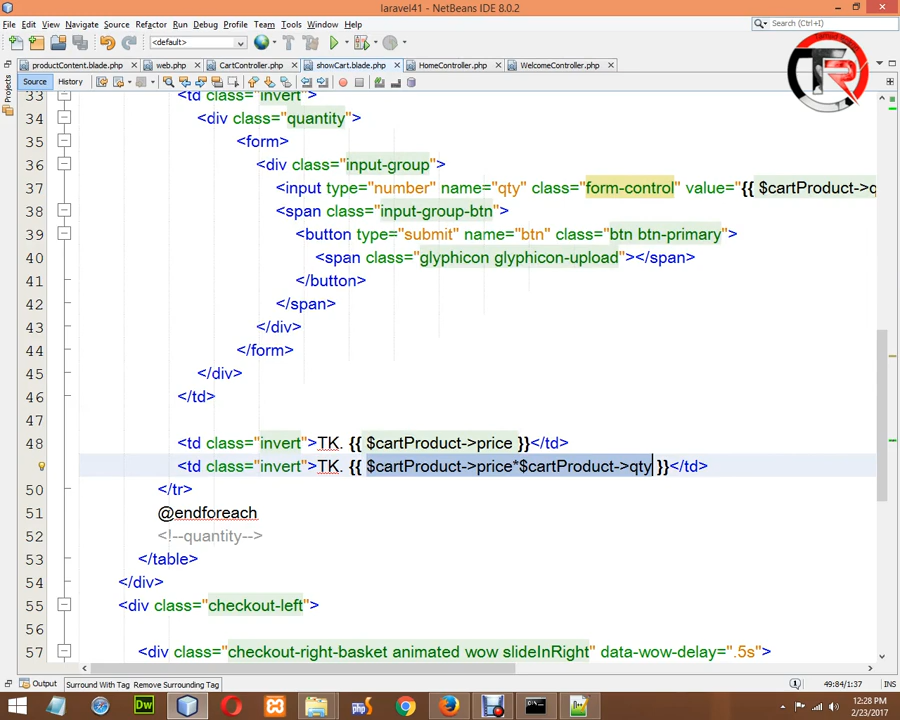 laravel41 - NetBeans IDE 8.0.2
File Edit View Navigate Source Refactor Run Debug Profile Team Tools Window Help
Search (Ctrl+I)
<default>
productContent.blade.php web.php CartController.php showCart.blade.php HomeController.php WelcomeController.php
Source History
Projects
33 <td class="invert">
34 <div class="quantity">
35 <form>
36 <div class="input-group">
37 <input type="number" name="qty" class="form-control" value="{{ $cartProduct->q
38 <span class="input-group-btn">
39 <button type="submit" name="btn" class="btn btn-primary">
40 <span class="glyphicon glyphicon-upload"></span>
41 </button>
42 </span>
43 </div>
44 </form>
45 </div>
46 </td>
47
48 <td class="invert">TK. {{ $cartProduct->price }}</td>
<td class="invert">TK. {{ $cartProduct->price*$cartProduct->qty }}</td>
50 </tr>
51 @endforeach
52 <!--quantity-->
53 </table>
54 </div>
55 <div class="checkout-left">
56
57 <div class="checkout-right-basket animated wow slideInRight" data-wow-delay=".5s">
Output Surround With Tag Remove Surrounding Tag 49:84/1:37 INS
12:28 PM
2/23/2017